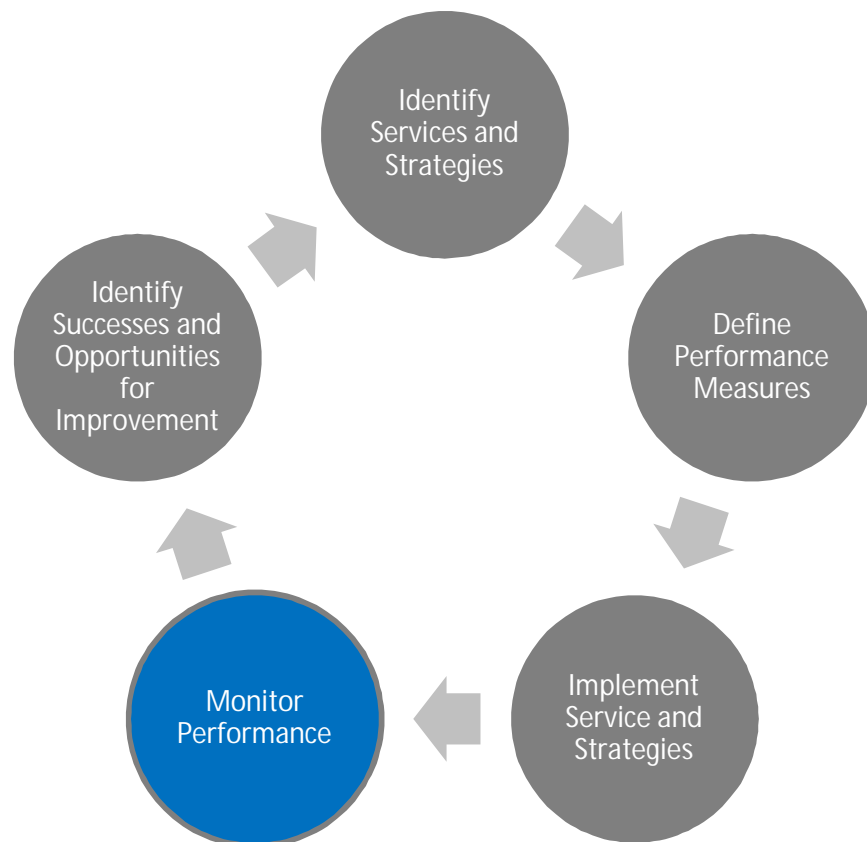 Identify
Services and
Strategies
Define
Performance
Measures
Implement
Service and
Strategies
Monitor
Performance
Identify
Successes and
Opportunities
for
Improvement